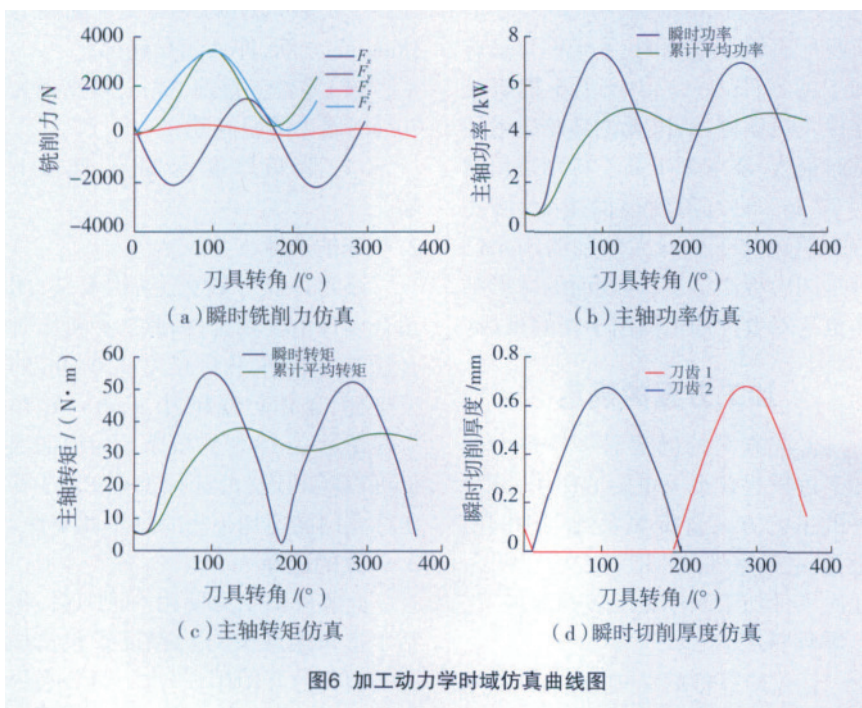 4000
2000
0
-2000
-4000
铣削力/N
Fx
Fy
Fz
Fr
0
100
200
300
400
刀具转角/(°)
(a)瞬时铣削力仿真
8
6
4
2
0
主轴功率/kW
瞬时功率
累计平均功率
0
100
200
300
400
刀具转角/(°)
(b)主轴功率仿真
60
50
40
30
20
10
0
主轴转矩/(N·m)
瞬时转矩
累计平均转矩
0
100
200
300
400
刀具转角/(°)
(c)主轴转矩仿真
0.8
0.6
0.4
0.2
0
瞬时切削厚度/mm
刀齿1
刀齿2
0
100
200
300
400
刀具转角/(°)
(d)瞬时切削厚度仿真
图6 加工动力学时域仿真曲线图